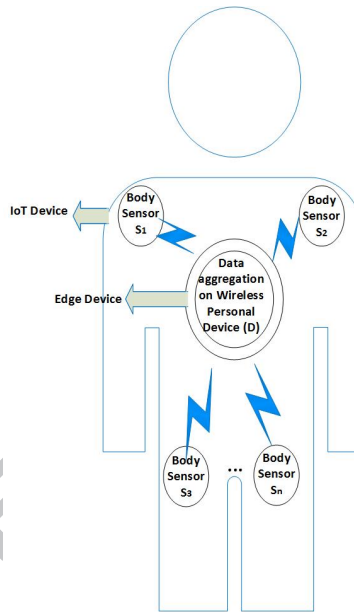 IoT Device
Body
Sensor
S1
Body
Sensor
S2
Edge Device
Data
aggregation
on Wireless
Personal
Device (D)
Body
Sensor
S3
...
Body
Sensor
Sn